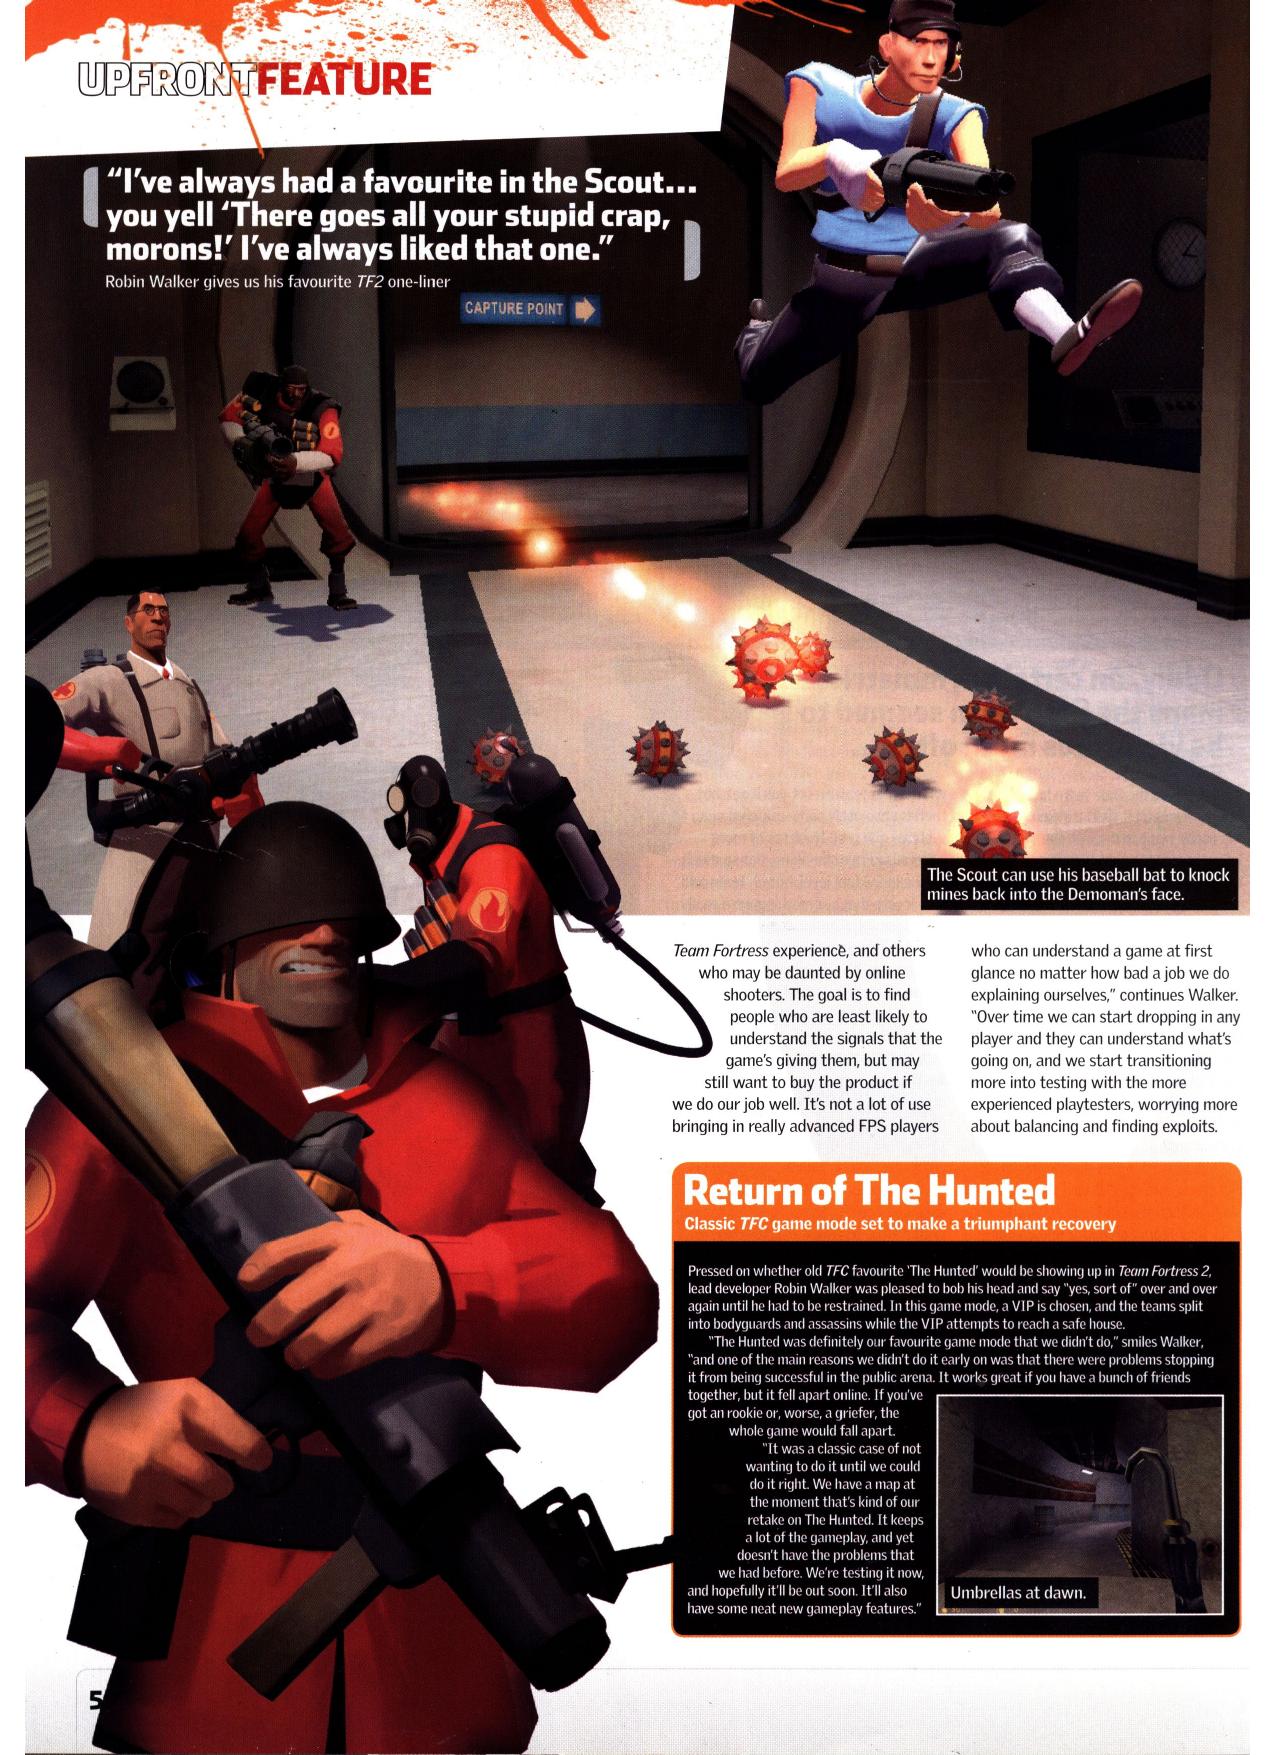 UPFRONTFEATURE
“I’ve always had a favourite in the Scout...
you yell ‘There goes all your stupid crap,
morons!’ I’ve always liked that one.”
Robin Walker gives us his favourite TF2 one-liner
CAPTURE POINT
The Scout can use his baseball bat to knock
mines back into the Demoman’s face.
Team Fortress experience, and others
who may be daunted by online
shooters. The goal is to find
people who are least likely to
understand the signals that the
game’s giving them, but may
still want to buy the product if
we do our job well. It’s not a lot of use
bringing in really advanced FPS players
who can understand a game at first
glance no matter how bad a job we do
explaining ourselves,” continues Walker.
“Over time we can start dropping in any
player and they can understand what’s
going on, and we start transitioning
more into testing with the more
experienced playtesters, worrying more
about balancing and finding exploits.
Return of The Hunted
Classic TFC game mode set to make a triumphant recovery
Pressed on whether old TFC favourite ‘The Hunted’ would be showing up in Team Fortress 2,
lead developer Robin Walker was pleased to bob his head and say “yes, sort of” over and over
again until he had to be restrained. In this game mode, a VIP is chosen, and the teams split
into bodyguards and assassins while the VIP attempts to reach a safe house.
“The Hunted was definitely our favourite game mode that we didn’t do,” smiles Walker,
“and one of the main reasons we didn’t do it early on was that there were problems stopping
it from being successful in the public arena. It works great if you have a bunch of friends
together, but it fell apart online. If you’ve
got an rookie or, worse, a griefer, the
whole game would fall apart.
“It was a classic case of not
wanting to do it until we could
do it right. We have a map at
the moment that’s kind of our
retake on The Hunted. It keeps
a lot of the gameplay, and yet
doesn’t have the problems that
we had before. We’re testing it now,
and hopefully it’ll be out soon. It’ll also
have some neat new gameplay features.”
Umbrellas at dawn.
5